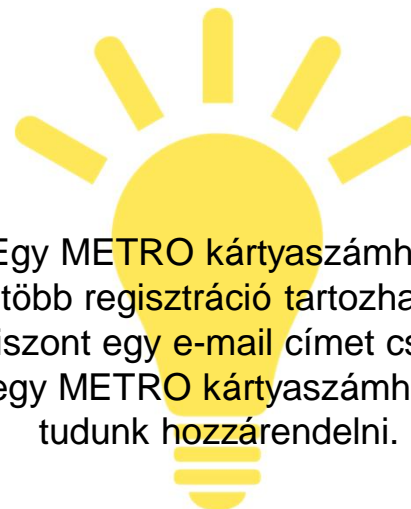 Egy METRO kártyaszámh
több regisztráció tartozha
iszont egy e-mail címet cs
egy METRO kártyaszámh
tudunk hozzárendelni.